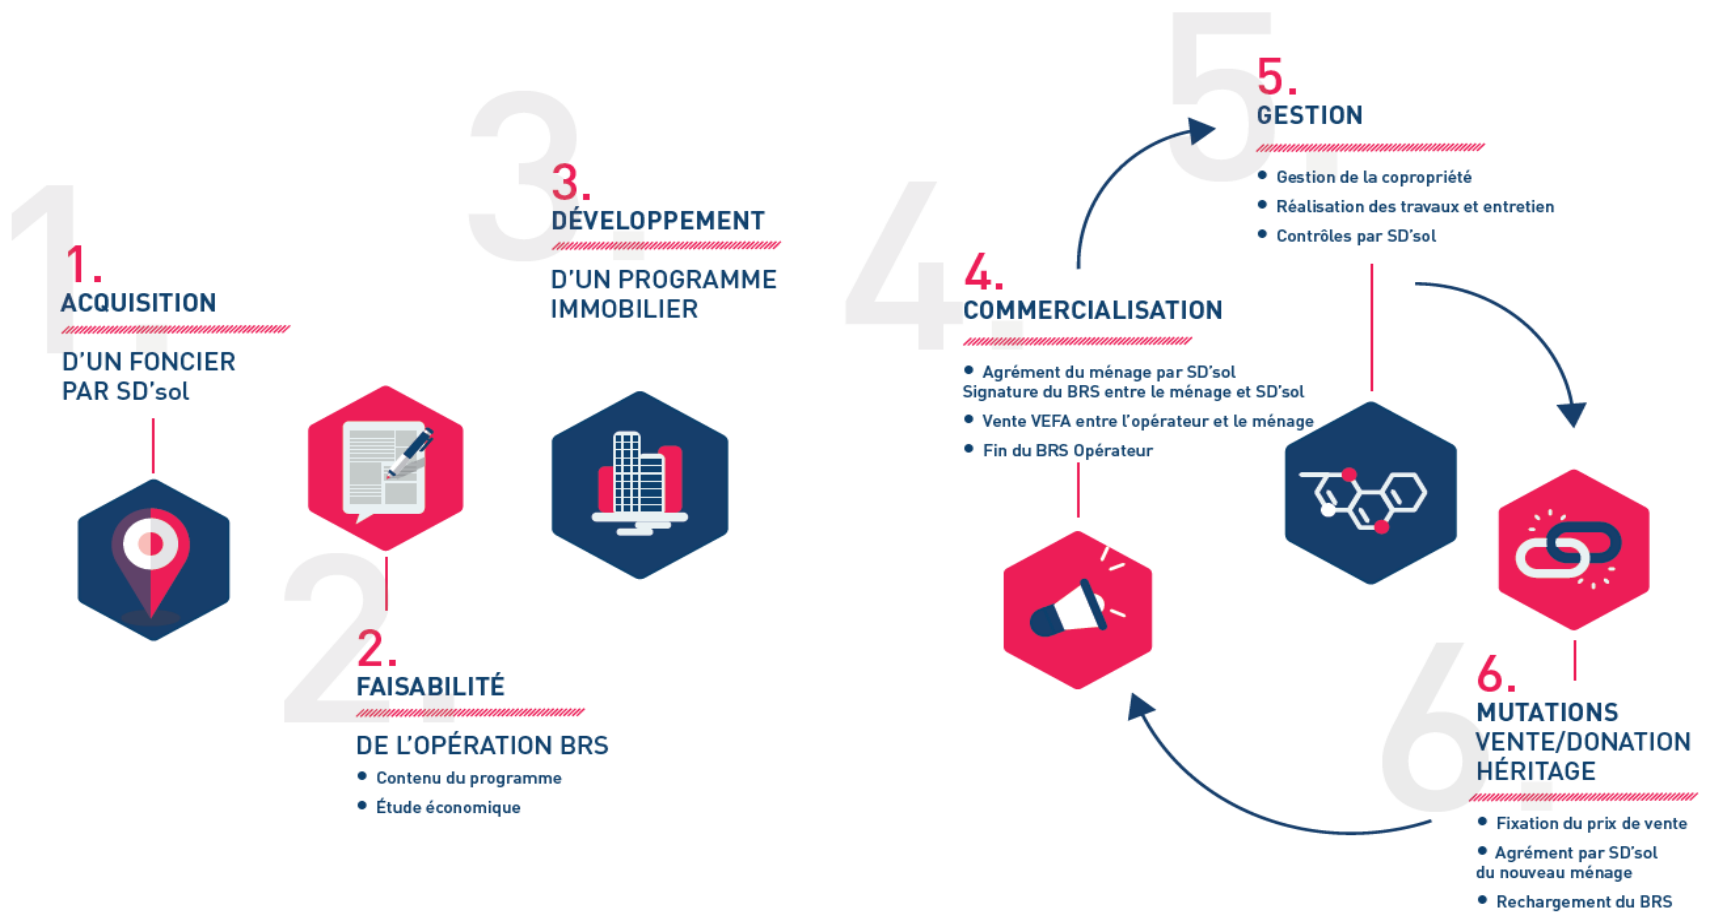 1.
ACQUISITION
D'UN FONCIER
PAR SD'sol
2.
FAISABILITÉ
DE L'OPÉRATION BRS
• Contenu du programme
• Étude économique
3.
DÉVELOPPEMENT
D'UN PROGRAMME
IMMOBILIER
4.
COMMERCIALISATION
• Agrément du ménage par SD'sol
Signature du BRS entre le ménage et SD'sol
• Vente VEFA entre l'opérateur et le ménage
• Fin du BRS Opérateur
5.
GESTION
• Gestion de la copropriété
• Réalisation des travaux et entretien
• Contrôles par SD'sol
6.
MUTATIONS
VENTE/DONATION
HÉRITAGE
• Fixation du prix de vente
• Agrément par SD'sol
du nouveau ménage
• Rechargement du BRS